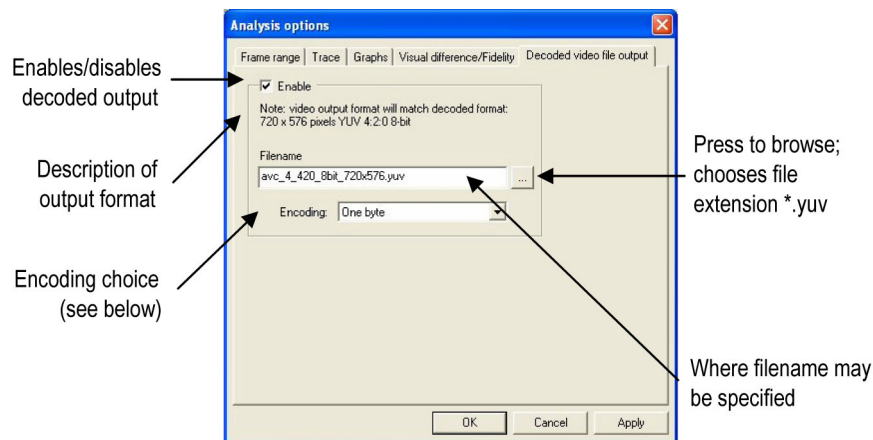 Analysis options
Frame range
Trace
Graphs
Visual difference/Fidelity
Decoded video file output
Enables/disables
decoded output
Enable
Note: video output format will match decoded format:
720 x 576 pixels YUV 4:2:0 8-bit
Description of
output format
Filename
avc_4_420_8bit_720x576.yuv
...
Press to browse;
chooses file
extension *.yuv
Encoding: One byte
Encoding choice
(see below)
Where filename may
be specified
OK
Cancel
Apply